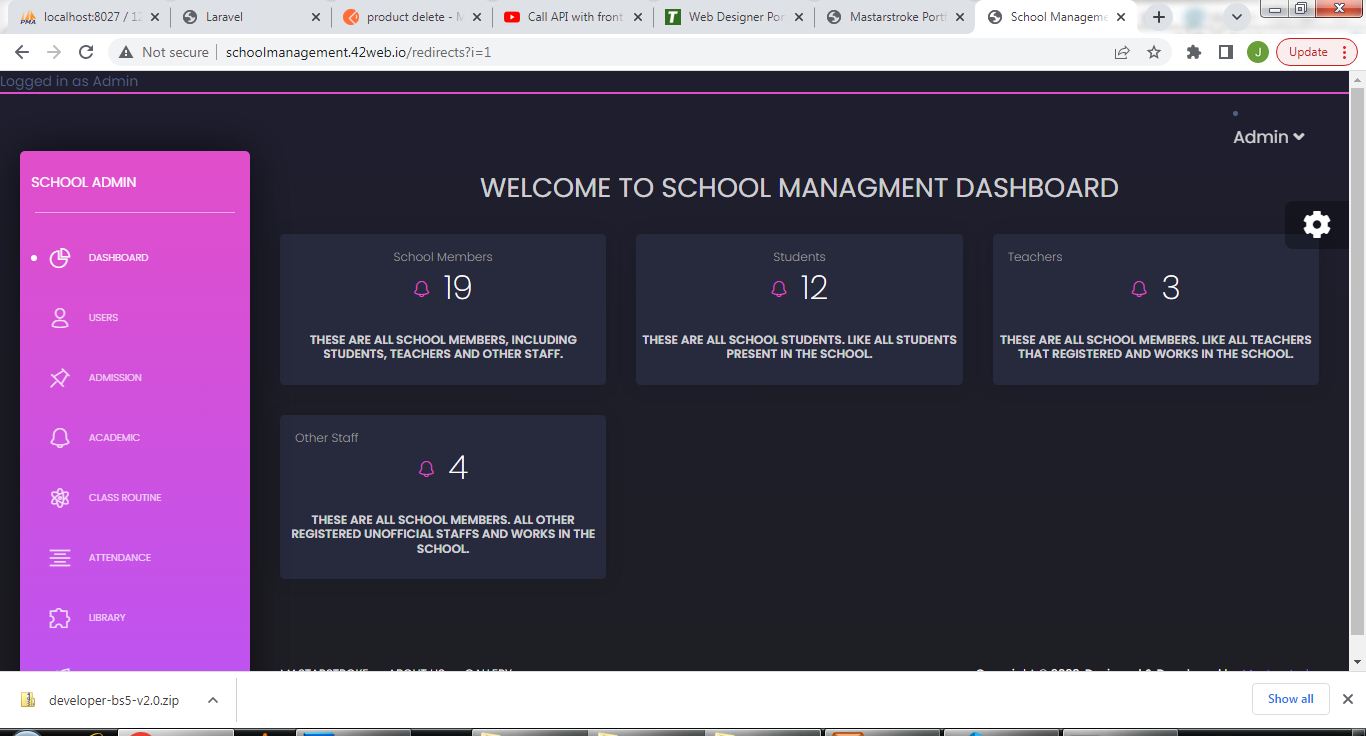 localhost:8027 / 12
Laravel
product delete - M
Call API with front
Web Designer Por
Mastarstroke Portf
School Manageme
Not secure
schoolmanagement.42web.io/redirects?i=1
J
Update
Logged in as Admin
Admin
SCHOOL ADMIN
WELCOME TO SCHOOL MANAGMENT DASHBOARD
DASHBOARD
USERS
ADMISSION
ACADEMIC
CLASS ROUTINE
ATTENDANCE
LIBRARY
School Members
19
THESE ARE ALL SCHOOL MEMBERS, INCLUDING
STUDENTS, TEACHERS AND OTHER STAFF.
Students
12
THESE ARE ALL SCHOOL STUDENTS. LIKE ALL STUDENTS
PRESENT IN THE SCHOOL.
Teachers
3
THESE ARE ALL SCHOOL MEMBERS. LIKE ALL TEACHERS
THAT REGISTERED AND WORKS IN THE SCHOOL.
Other Staff
4
THESE ARE ALL SCHOOL MEMBERS. ALL OTHER
REGISTERED UNOFFICIAL STAFFS AND WORKS IN THE
SCHOOL.
MASTARSTROKE ABOUT US GALLERY
developer-bs5-v2.0.zip
Show all